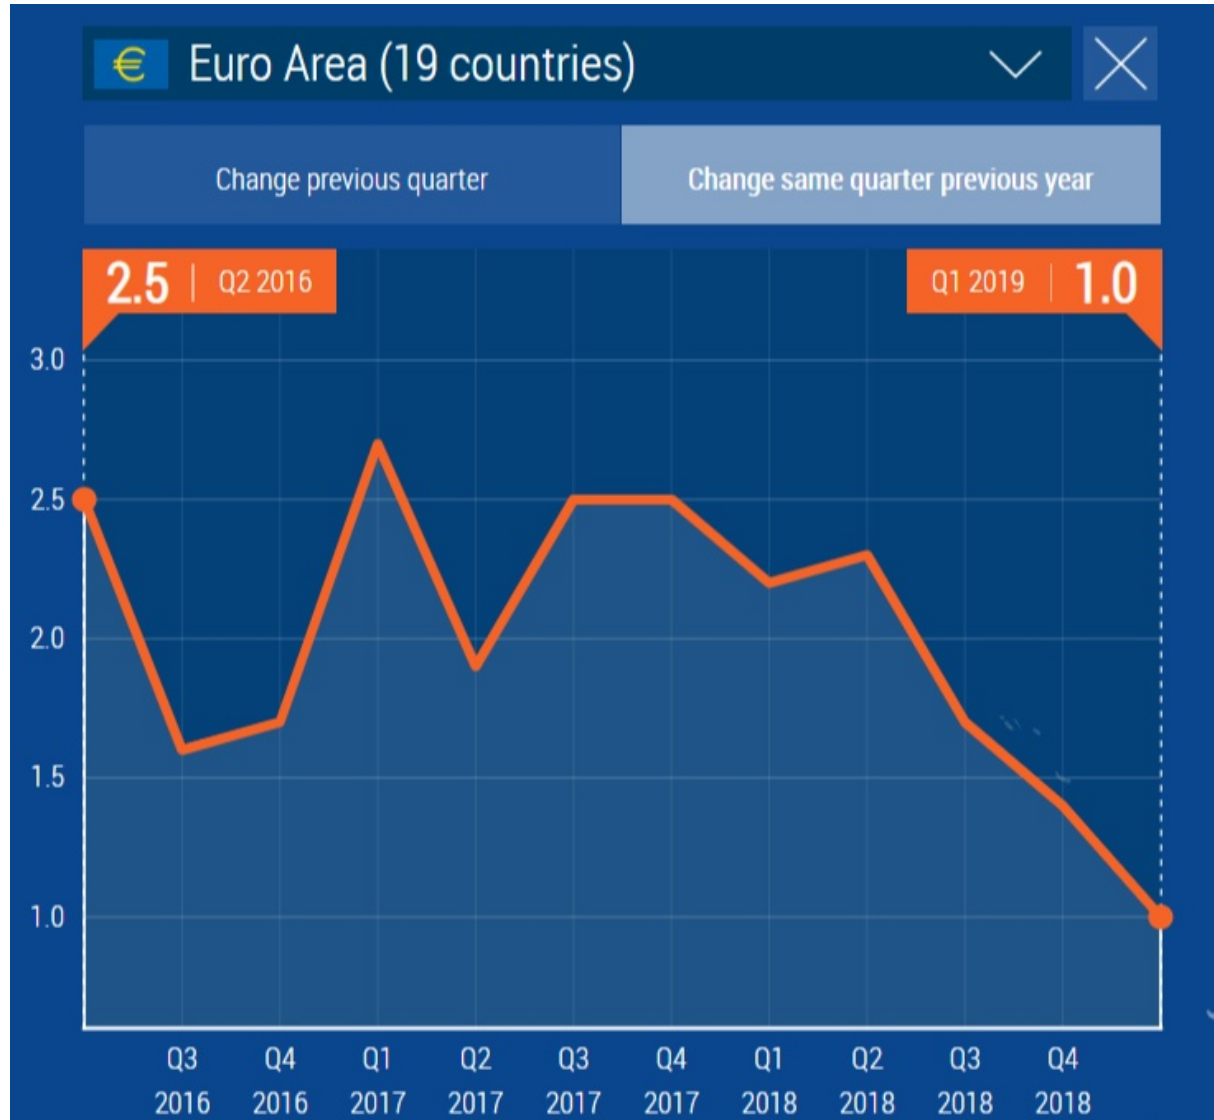 € Euro Area (19 countries)
Change previous quarter
Change same quarter previous year
2.5 | Q2 2016
Q1 2019 | 1.0
3.0
2.5
2.0
1.5
1.0
Q3 Q4 Q1 Q2 Q3 Q4 Q1 Q2 Q3 Q4
2016 2016 2017 2017 2017 2017 2018 2018 2018 2018